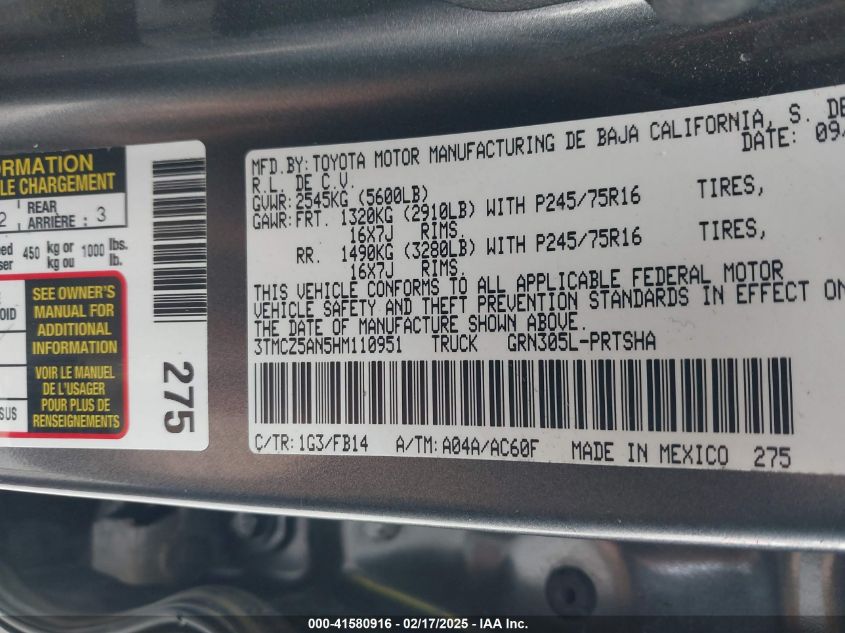 ORMATION
LE CHARGEMENT
2 REAR ARRIÈRE : 3
450 kg or kg ou 1000 lbs. lb.
SEE OWNER'S
MANUAL FOR
ADDITIONAL
INFORMATION
VOIR LE MANUEL
DE L'USAGER
POUR PLUS DE
RENSEIGNEMENTS
OID
SUS
275
MFD.BY:TOYOTA MOTOR MANUFACTURING DE BAJA CALIFORNIA, S. DE
R.L. DE C.V. DATE: 09/
GVWR:2545KG (5600LB)
GAWR:FRT. 1320KG (2910LB) WITH P245/75R16 TIRES,
16X7J RIMS,
RR. 1490KG (3280LB) WITH P245/75R16 TIRES,
16X7J RIMS.
THIS VEHICLE CONFORMS TO ALL APPLICABLE FEDERAL MOTOR
VEHICLE SAFETY AND THEFT PREVENTION STANDARDS IN EFFECT ON
THE DATE OF MANUFACTURE SHOWN ABOVE.
3TMCZ5AN5HM110951 TRUCK GRN305L-PRTSHA
C/TR:1G3/FB14 A/TM:A04A/AC60F MADE IN MEXICO 275
000-41580916 - 02/17/2025 - IAA Inc.